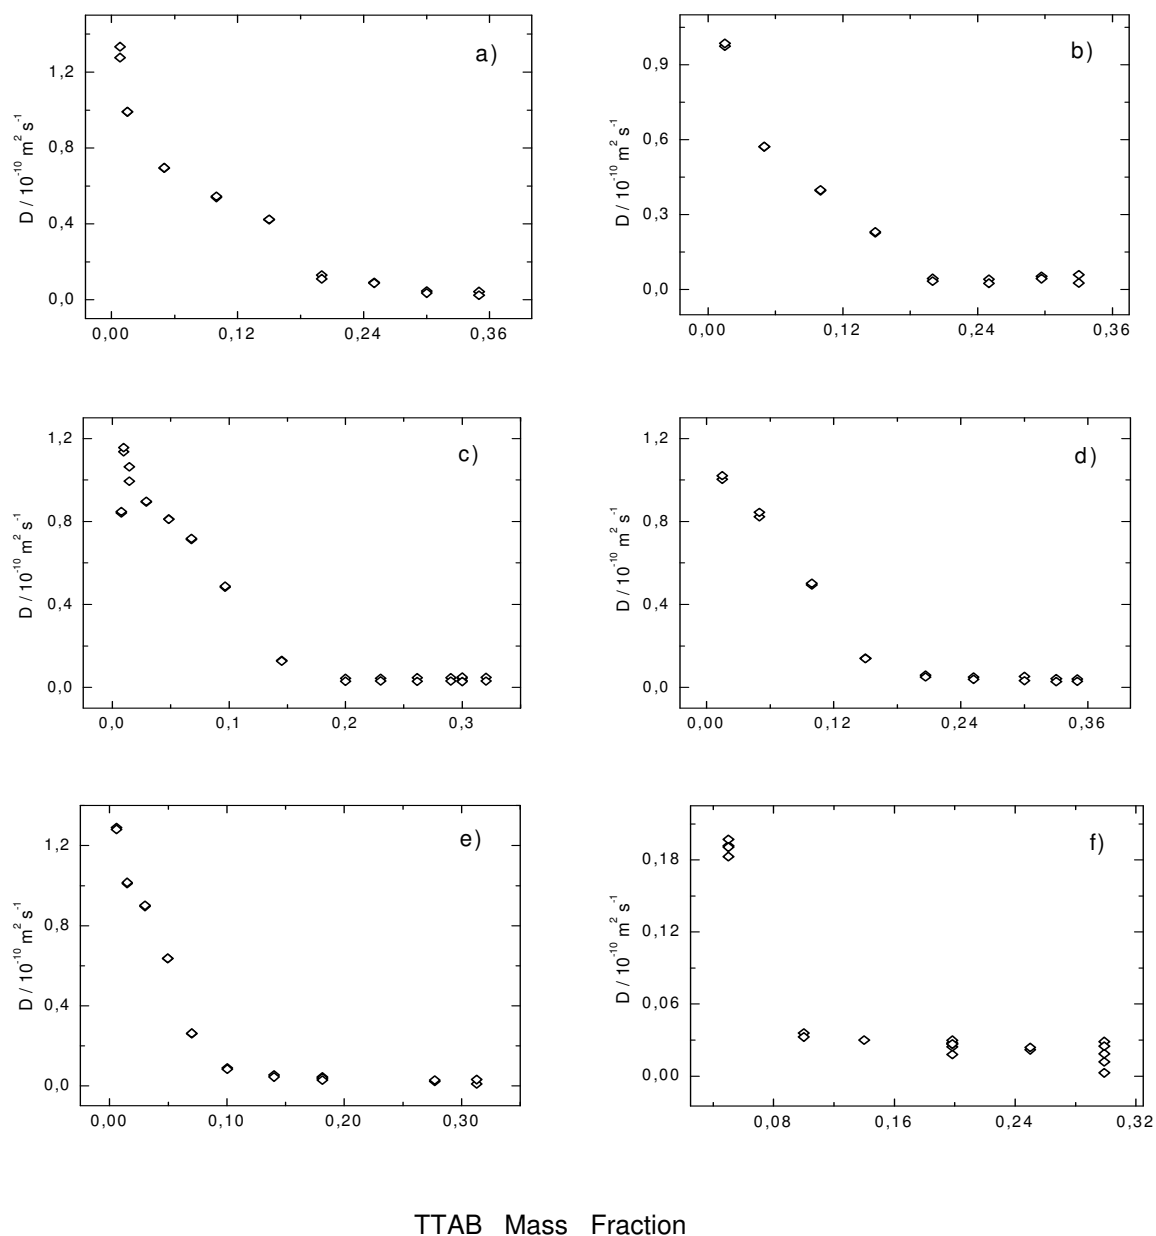 a)
D / 10⁻¹⁰ m² s⁻¹
1,2
0,8
0,4
0,0
0,00 0,12 0,24 0,36
b)
D / 10⁻¹⁰ m² s⁻¹
0,9
0,6
0,3
0,0
0,00 0,12 0,24 0,36
c)
D / 10⁻¹⁰ m² s⁻¹
1,2
0,8
0,4
0,0
0,0 0,1 0,2 0,3
d)
D / 10⁻¹⁰ m² s⁻¹
1,2
0,8
0,4
0,0
0,00 0,12 0,24 0,36
e)
D / 10⁻¹⁰ m² s⁻¹
1,2
0,8
0,4
0,0
0,00 0,10 0,20 0,30
f)
D / 10⁻¹⁰ m² s⁻¹
0,18
0,12
0,06
0,00
0,08 0,16 0,24 0,32
TTAB Mass Fraction